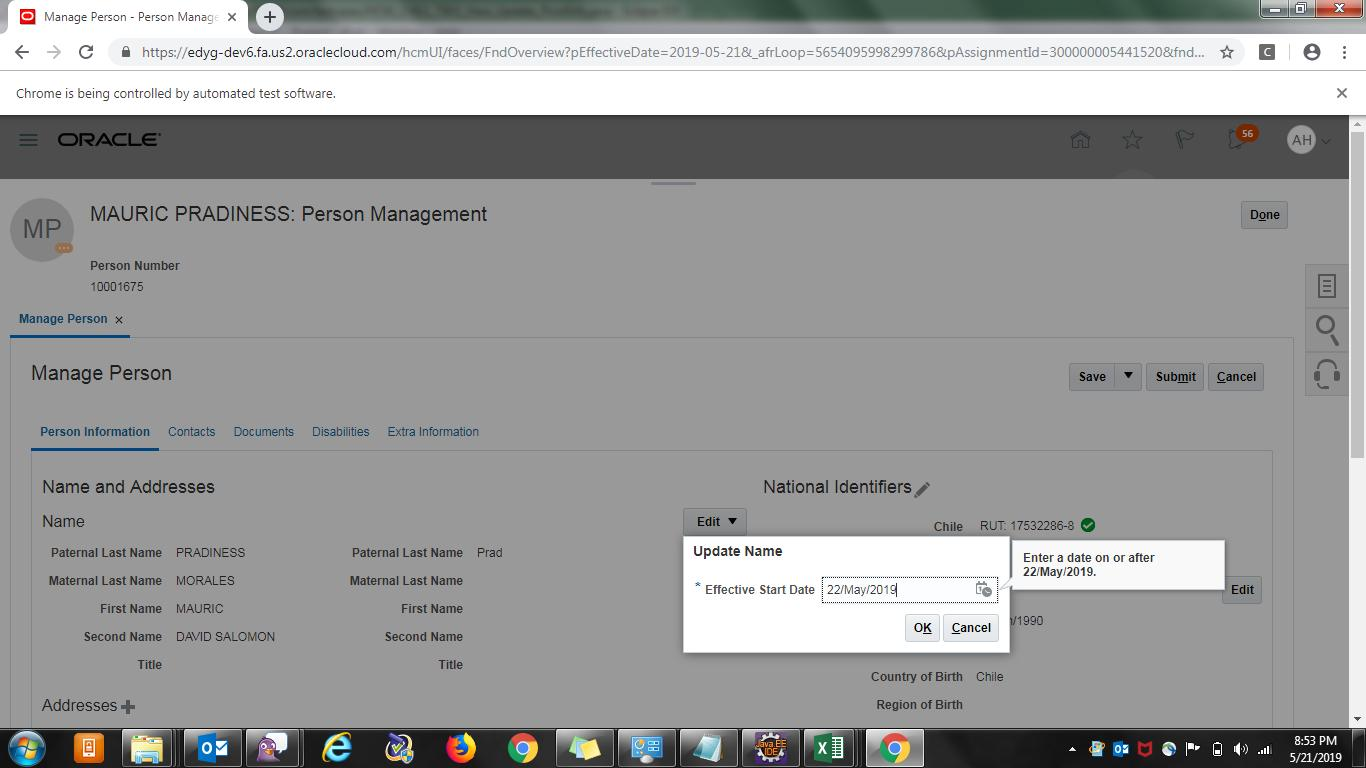 Manage Person - Person Manage
https://edyg-dev6.fa.us2.oraclecloud.com/hcmUI/faces/FndOverview?pEffectiveDate=2019-05-21&_afrLoop=5654095998299786&pAssignmentId=300000005441520&fnd...
C
Chrome is being controlled by automated test software.
ORACLE
56
AH
MP
MAURIC PRADINESS: Person Management
Done
Person Number
10001675
Manage Person
Manage Person
Save
Submit
Cancel
Person Information Contacts Documents Disabilities Extra Information
Name and Addresses
National Identifiers
Name
Edit
Chile RUT: 17532286-8
Paternal Last Name PRADINESS Paternal Last Name Prad
Update Name
Enter a date on or after
22/May/2019.
Maternal Last Name MORALES Maternal Last Name
* Effective Start Date 22/May/2019
Edit
First Name MAURIC First Name
/1990
OK Cancel
Second Name DAVID SALOMON Second Name
Title Title
Country of Birth Chile
Addresses
Region of Birth
Java EE
IDE
8:53 PM
5/21/2019